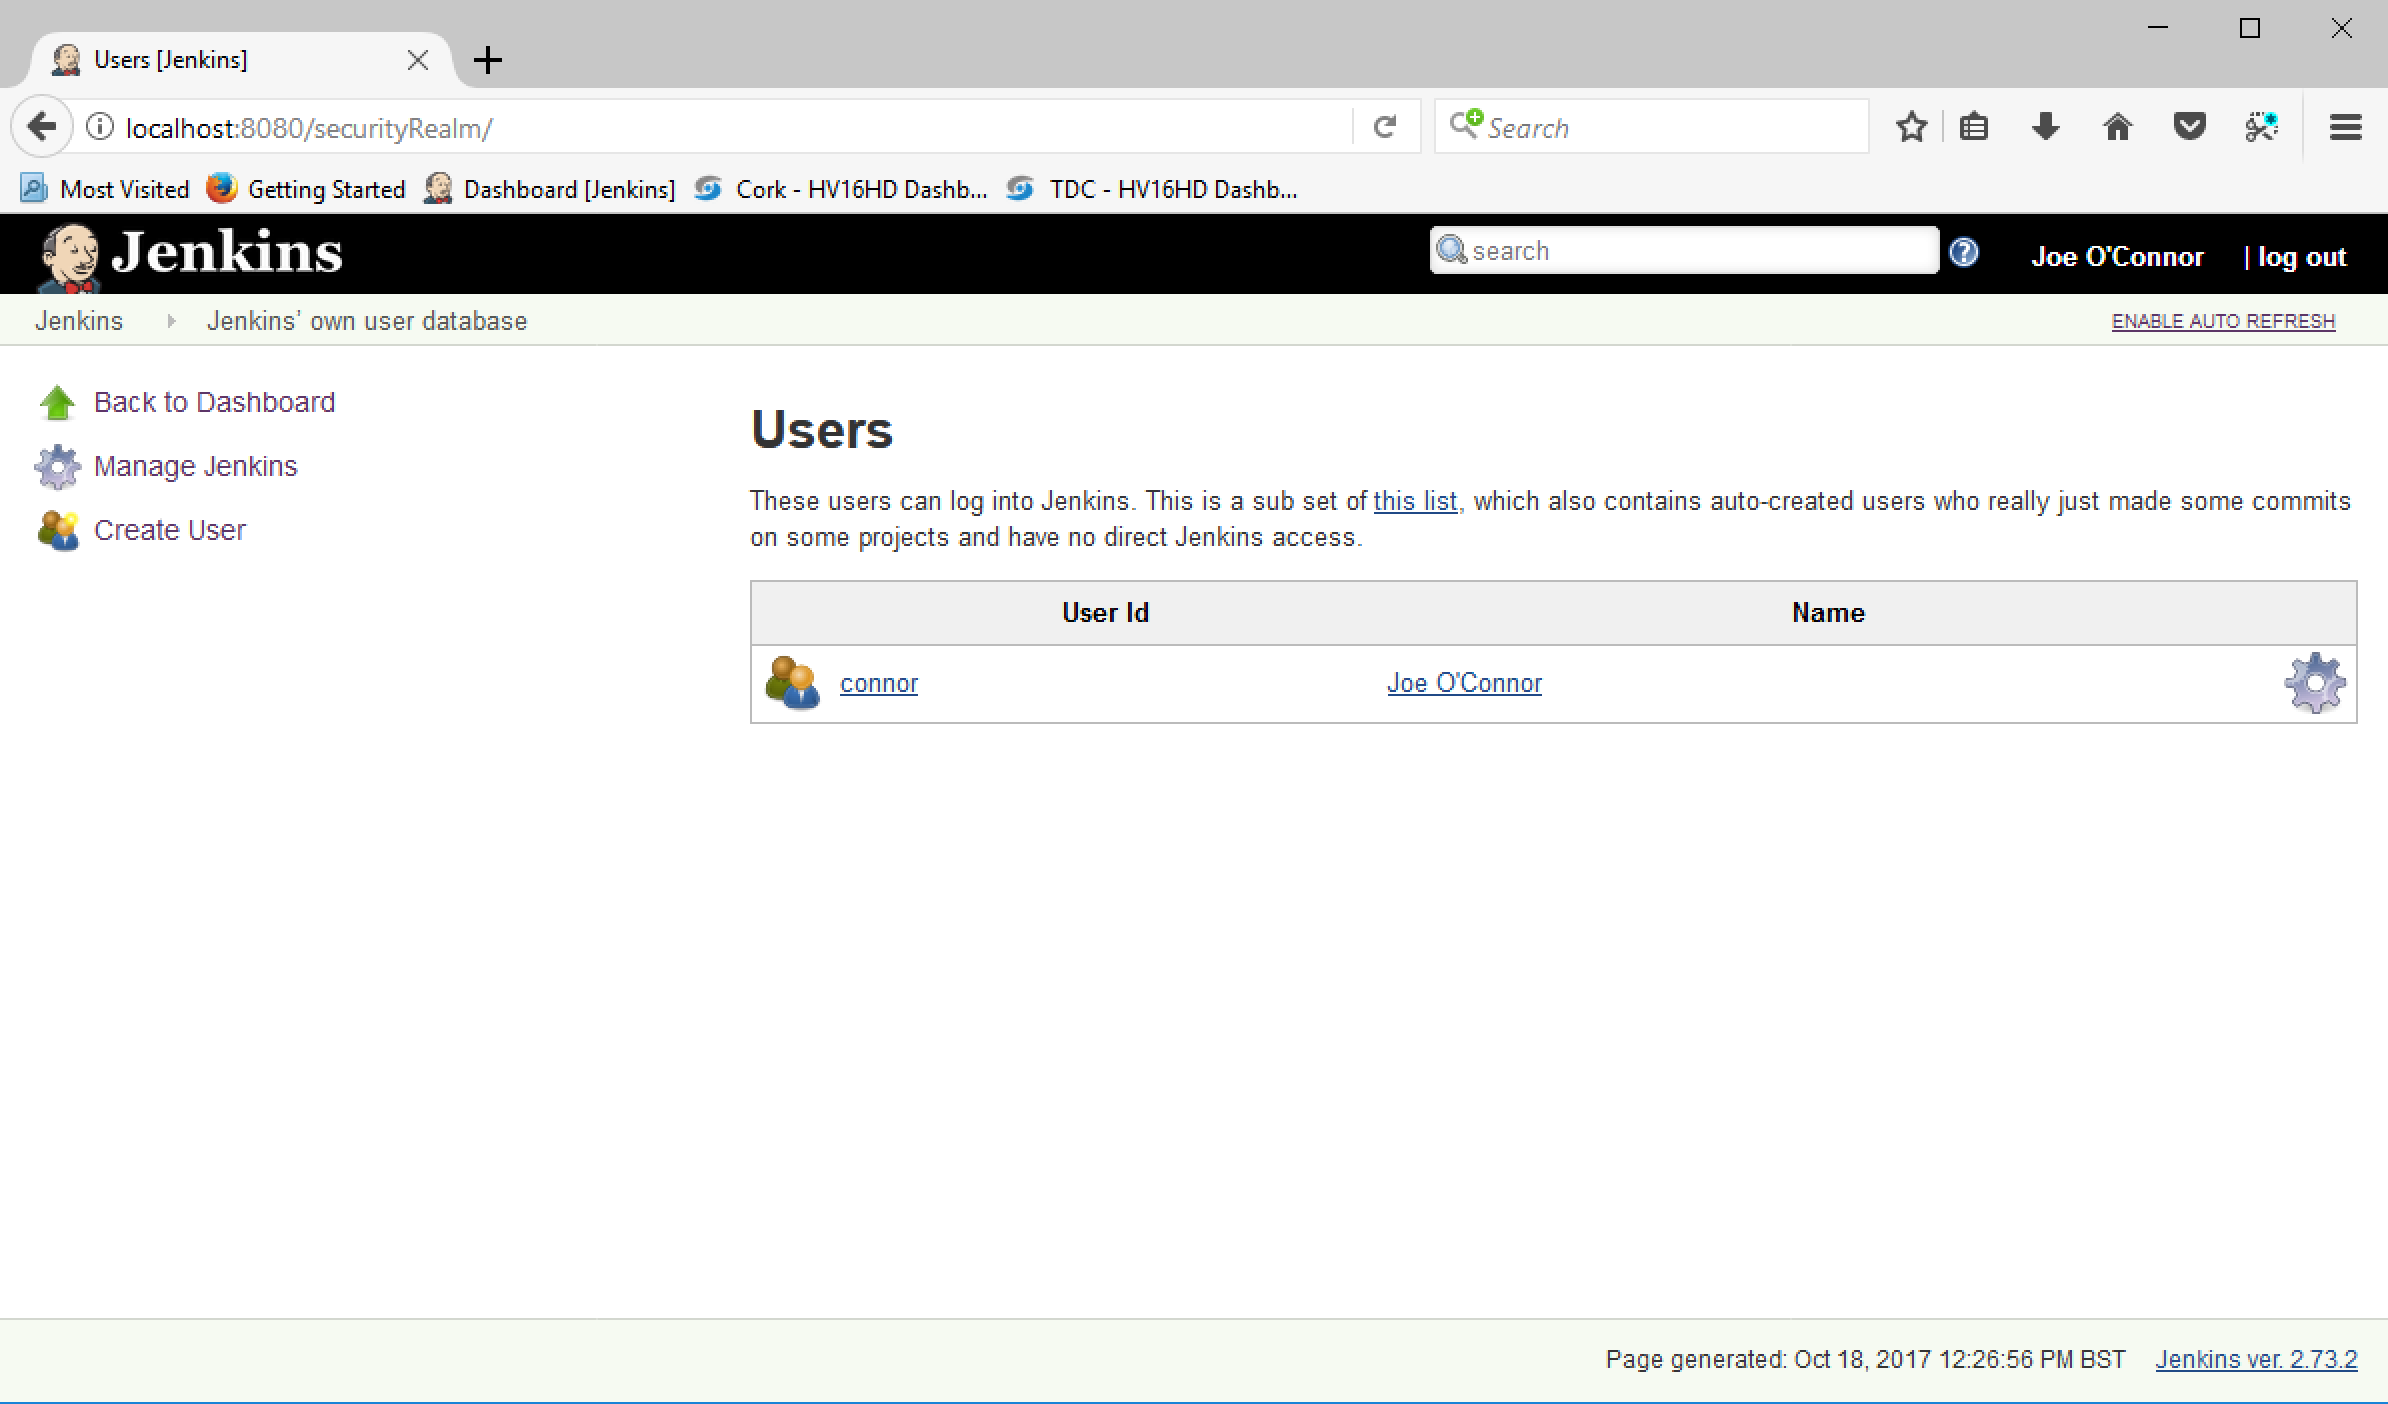 Users [Jenkins]
localhost:8080/securityRealm/
Search
Most Visited Getting Started Dashboard [Jenkins] Cork - HV16HD Dashb... TDC - HV16HD Dashb...
Jenkins search Joe O'Connor | log out
Jenkins Jenkins' own user database ENABLE AUTO REFRESH
Back to Dashboard
Manage Jenkins
Create User
Users
These users can log into Jenkins. This is a sub set of this list, which also contains auto-created users who really just made some commits
on some projects and have no direct Jenkins access.
User Id Name
connor Joe O'Connor
Page generated: Oct 18, 2017 12:26:56 PM BST Jenkins ver. 2.73.2